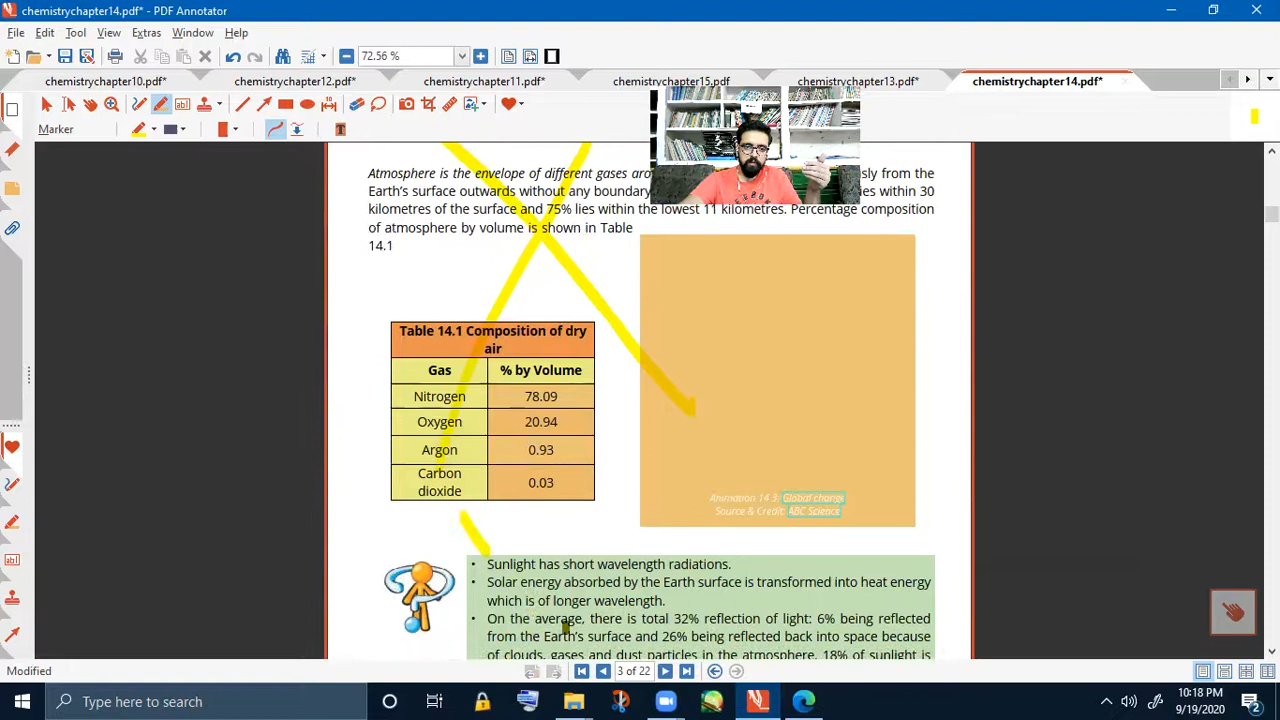 chemistrychapter14.pdf* - PDF Annotator
File Edit Tool View Extras Window Help
72.56 %
chemistrychapter10.pdf* chemistrychapter12.pdf* chemistrychapter11.pdf* chemistrychapter15.pdf chemistrychapter13.pdf* chemistrychapter14.pdf*
Marker
Atmosphere is the envelope of different gases from the
Earth's surface outwards without any boundary within 30
kilometres of the surface and 75% lies within the lowest 11 kilometres. Percentage composition
of atmosphere by volume is shown in Table
14.1
Table 14.1 Composition of dry
air
Gas % by Volume
Nitrogen 78.09
Oxygen 20.94
Argon 0.93
Carbon
dioxide 0.03
Animation 14.3: Global change
Source & Credit: ABC Science
• Sunlight has short wavelength radiations.
• Solar energy absorbed by the Earth surface is transformed into heat energy
which is of longer wavelength.
• On the average, there is total 32% reflection of light: 6% being reflected
from the Earth's surface and 26% being reflected back into space because
of clouds, gases and dust particles in the atmosphere. 18% of sunlight is
Modified
3 of 22
Type here to search
10:18 PM
9/19/2020
2